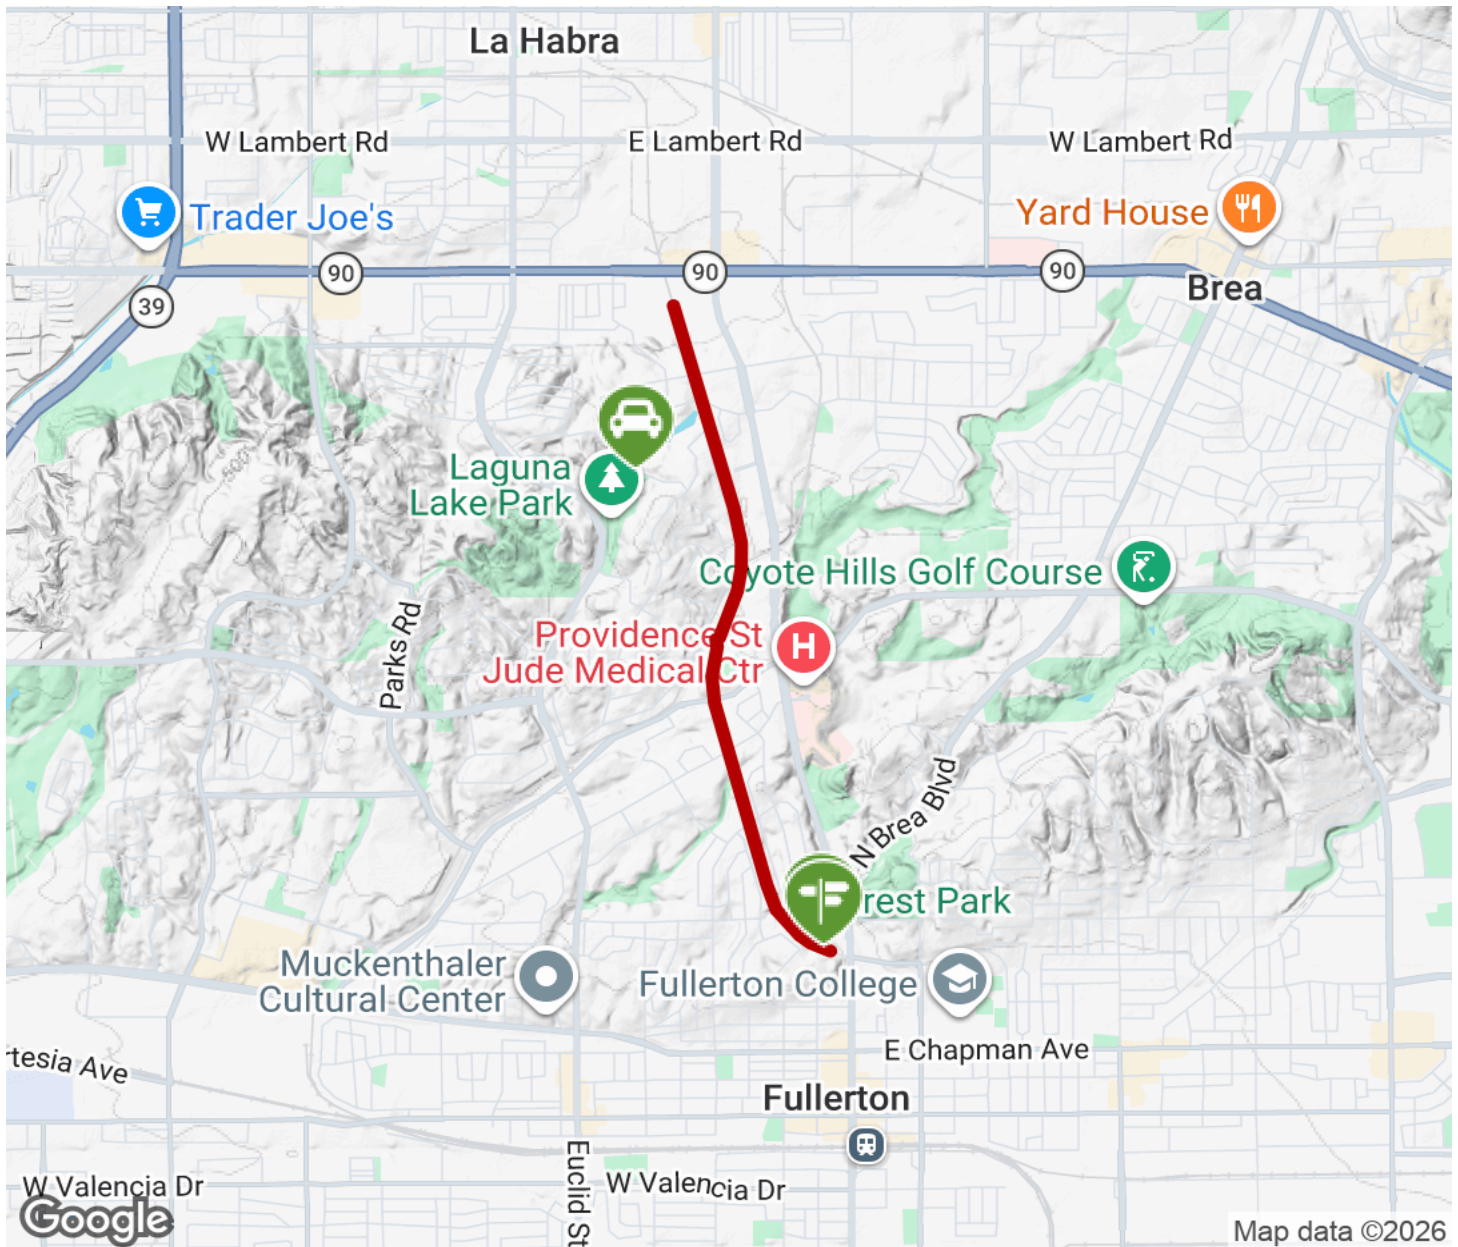 La Habra
W Lambert Rd
E Lambert Rd
W Lambert Rd
Trader Joe's
Yard House
90
90
90
Brea
39
Laguna
Lake Park
Coyote Hills Golf Course
Providence St
Jude Medical Ctr
H
Parks Rd
N Brea Blvd
rest Park
Muckenthaler
Cultural Center
Fullerton College
E Chapman Ave
rtesia Ave
Fullerton
Euclid St
W Valencia Dr
W Valencia Dr
Google
Map data ©2026